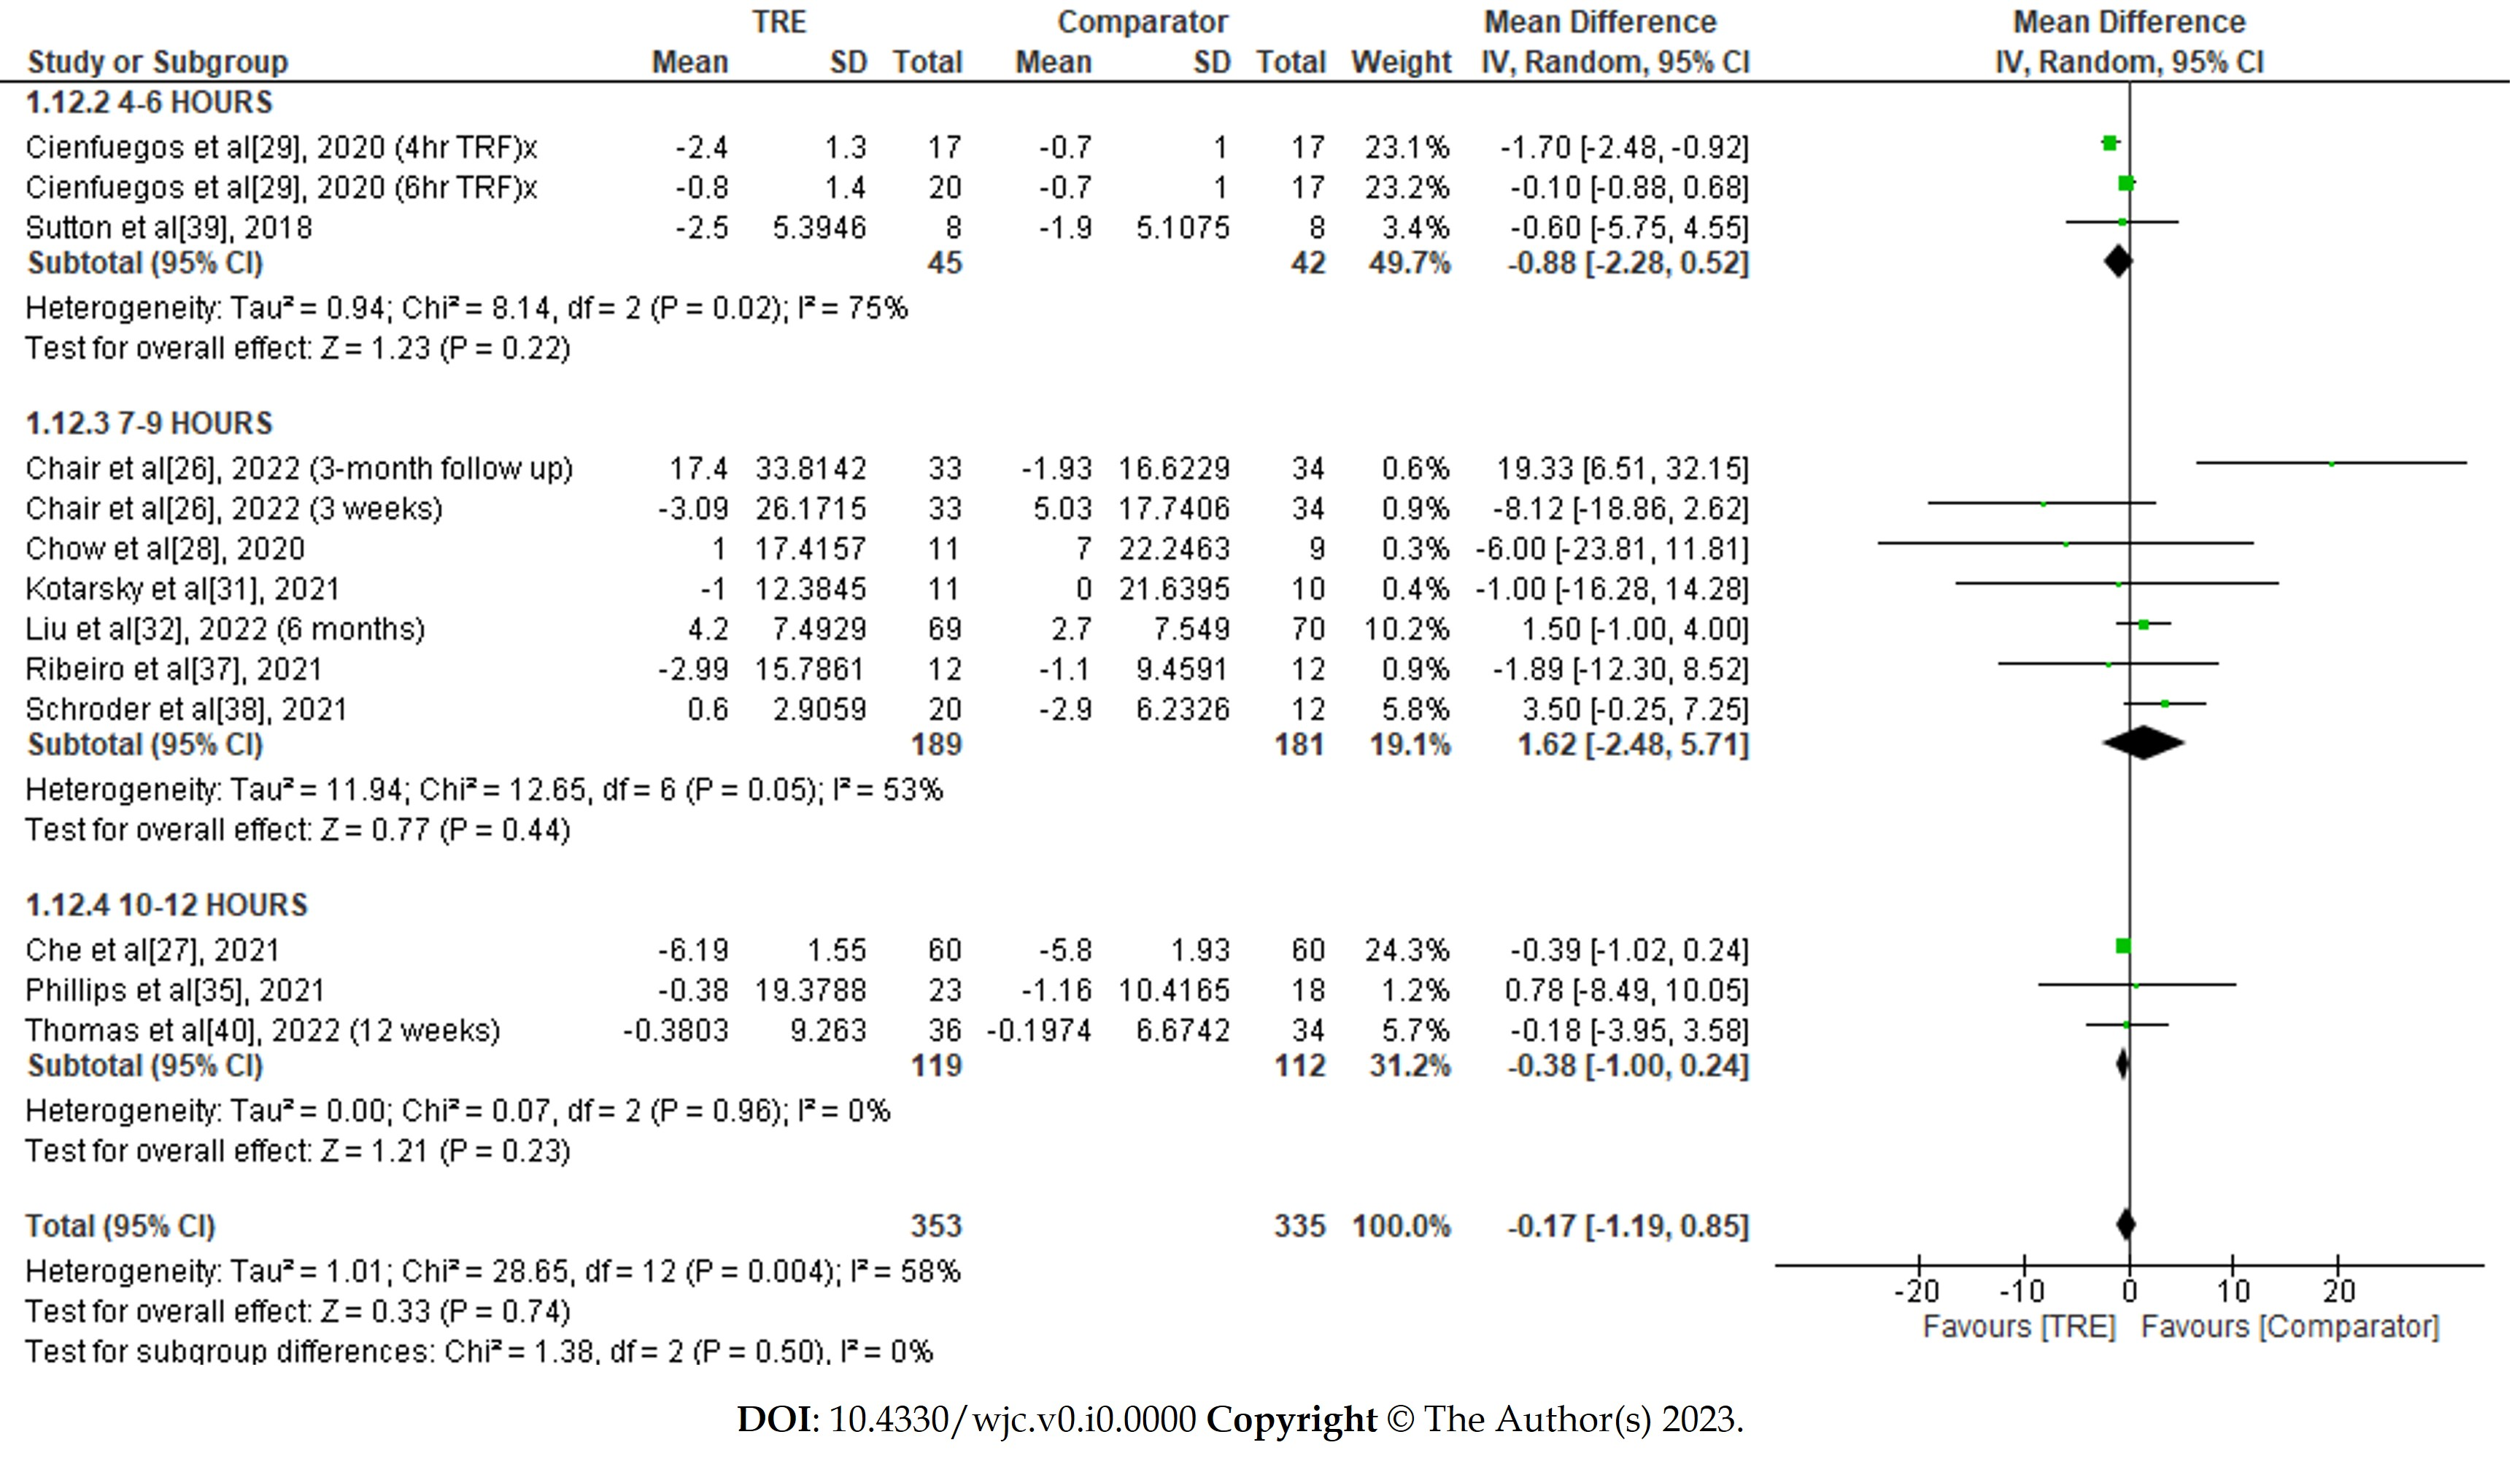 TRE Comparator Mean Difference Mean Difference
Study or Subgroup Mean SD Total Mean SD Total Weight IV, Random, 95% CI IV, Random, 95% CI
1.12.2 4-6 HOURS
Cienfuegos et al[29], 2020 (4hr TRF)x -2.4 1.3 17 -0.7 1 17 23.1% -1.70 [-2.48, -0.92]
Cienfuegos et al[29], 2020 (6hr TRF)x -0.8 1.4 20 -0.7 1 17 23.2% -0.10 [-0.88, 0.68]
Sutton et al[39], 2018 -2.5 5.3946 8 -1.9 5.1075 8 3.4% -0.60 [-5.75, 4.55]
Subtotal (95% CI) 45 42 49.7% -0.88 [-2.28, 0.52]
Heterogeneity: Tau² = 0.94; Chi² = 8.14, df = 2 (P = 0.02); I² = 75%
Test for overall effect: Z = 1.23 (P = 0.22)
1.12.3 7-9 HOURS
Chair et al[26], 2022 (3-month follow up) 17.4 33.8142 33 -1.93 16.6229 34 0.6% 19.33 [6.51, 32.15]
Chair et al[26], 2022 (3 weeks) -3.09 26.1715 33 5.03 17.7406 34 0.9% -8.12 [-18.86, 2.62]
Chow et al[28], 2020 1 17.4157 11 7 22.2463 9 0.3% -6.00 [-23.81, 11.81]
Kotarsky et al[31], 2021 -1 12.3845 11 0 21.6395 10 0.4% -1.00 [-16.28, 14.28]
Liu et al[32], 2022 (6 months) 4.2 7.4929 69 2.7 7.549 70 10.2% 1.50 [-1.00, 4.00]
Ribeiro et al[37], 2021 -2.99 15.7861 12 -1.1 9.4591 12 0.9% -1.89 [-12.30, 8.52]
Schroder et al[38], 2021 0.6 2.9059 20 -2.9 6.2326 12 5.8% 3.50 [-0.25, 7.25]
Subtotal (95% CI) 189 181 19.1% 1.62 [-2.48, 5.71]
Heterogeneity: Tau² = 11.94; Chi² = 12.65, df = 6 (P = 0.05); I² = 53%
Test for overall effect: Z = 0.77 (P = 0.44)
1.12.4 10-12 HOURS
Che et al[27], 2021 -6.19 1.55 60 -5.8 1.93 60 24.3% -0.39 [-1.02, 0.24]
Phillips et al[35], 2021 -0.38 19.3788 23 -1.16 10.4165 18 1.2% 0.78 [-8.49, 10.05]
Thomas et al[40], 2022 (12 weeks) -0.3803 9.263 36 -0.1974 6.6742 34 5.7% -0.18 [-3.95, 3.58]
Subtotal (95% CI) 119 112 31.2% -0.38 [-1.00, 0.24]
Heterogeneity: Tau² = 0.00; Chi² = 0.07, df = 2 (P = 0.96); I² = 0%
Test for overall effect: Z = 1.21 (P = 0.23)
Total (95% CI) 353 335 100.0% -0.17 [-1.19, 0.85]
Heterogeneity: Tau² = 1.01; Chi² = 28.65, df = 12 (P = 0.004); I² = 58%
Test for overall effect: Z = 0.33 (P = 0.74)
Test for subgroup differences: Chi² = 1.38, df = 2 (P = 0.50), I² = 0%
-20 -10 0 10 20
Favours [TRE] Favours [Comparator]
DOI: 10.4330/wjc.v0.i0.0000 Copyright © The Author(s) 2023.